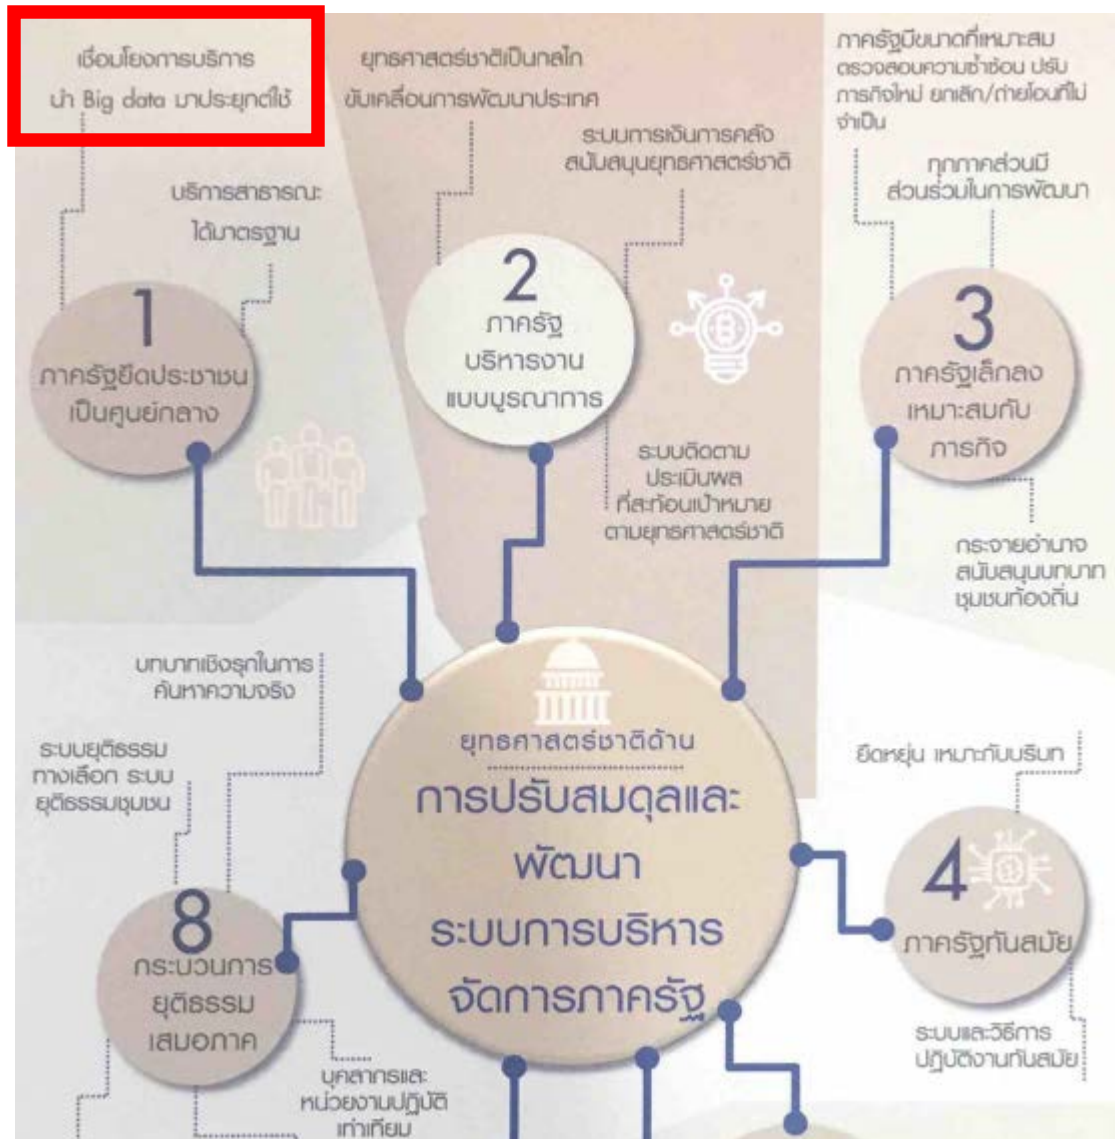 เชื่อมโยงการบริการ
นำ Big data มาประยุกต์ใช้
บริการสาธารณะ
ได้มาตรฐาน
1
ภาครัฐยึดประชาชน
เป็นศูนย์กลาง
ยุทธศาสตร์ชาติเป็นกลไก
ขับเคลื่อนการพัฒนาประเทศ
ระบบการเงินการคลัง
สนับสนุนยุทธศาสตร์ชาติ
2
ภาครัฐ
บริหารงาน
แบบบูรณาการ
ระบบติดตาม
ประเมินผล
ที่สะท้อนเป้าหมาย
ตามยุทธศาสตร์ชาติ
ภาครัฐมีขนาดที่เหมาะสม
ตรวจสอบความซ้ำซ้อน ปรับ
ภารกิจใหม่ ยกเลิก/ถ่ายโอนที่ไม่
จำเป็น
ทุกภาคส่วนมี
ส่วนร่วมในการพัฒนา
3
ภาครัฐเล็กลง
เหมาะสมกับ
ภารกิจ
กระจายอำนาจ
สนับสนุนบทบาท
ชุมชนท้องถิ่น
ยุทธศาสตร์ชาติด้าน
การปรับสมดุลและ
พัฒนา
ระบบการบริหาร
จัดการภาครัฐ
ยืดหยุ่น เหมาะกับบริบท
4
ภาครัฐทันสมัย
ระบบและวิธีการ
ปฏิบัติงานทันสมัย
บทบาทเชิงรุกในการ
ค้นหาความจริง
ระบบยุติธรรม
ทางเลือก ระบบ
ยุติธรรมชุมชน
8
กระบวนการ
ยุติธรรม
เสมอภาค
บุคลากรและ
หน่วยงานปฏิบัติ
เท่าเทียม